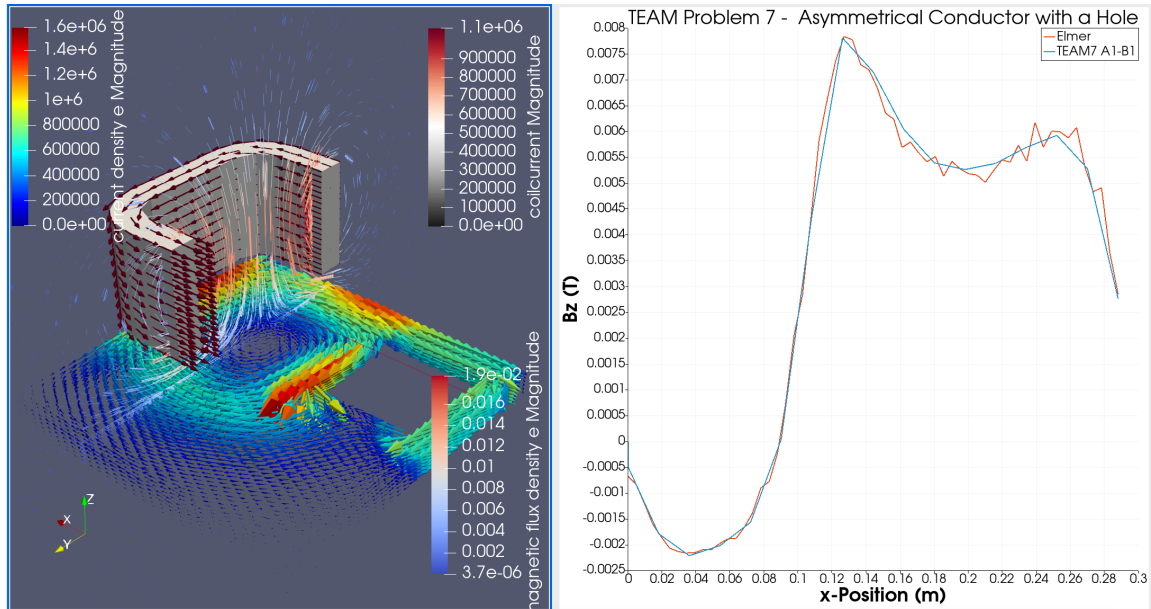 1.6e+06
1.4e+6
1.2e+6
1e+6
800000
600000
400000
200000
0.0e+00
current density e Magnitude
1.1e+06
900000
800000
700000
600000
500000
400000
300000
200000
100000
0.0e+00
coilcurrent Magnitude
1.9e-02
0.016
0.014
0.012
0.01
0.008
0.006
0.004
0.002
3.7e-06
magnetic flux density e Magnitude
Z
X
Y
TEAM Problem 7 - Asymmetrical Conductor with a Hole
Elmer
TEAM7 A1-B1
0.008
0.0075
0.007
0.0065
0.006
0.0055
0.005
0.0045
0.004
0.0035
0.003
0.0025
0.002
0.0015
0.001
0.0005
0
-0.0005
-0.001
-0.0015
-0.002
-0.0025
Bz (T)
0 0.02 0.04 0.06 0.08 0.1 0.12 0.14 0.16 0.18 0.2 0.22 0.24 0.26 0.28 0.3
x-Position (m)